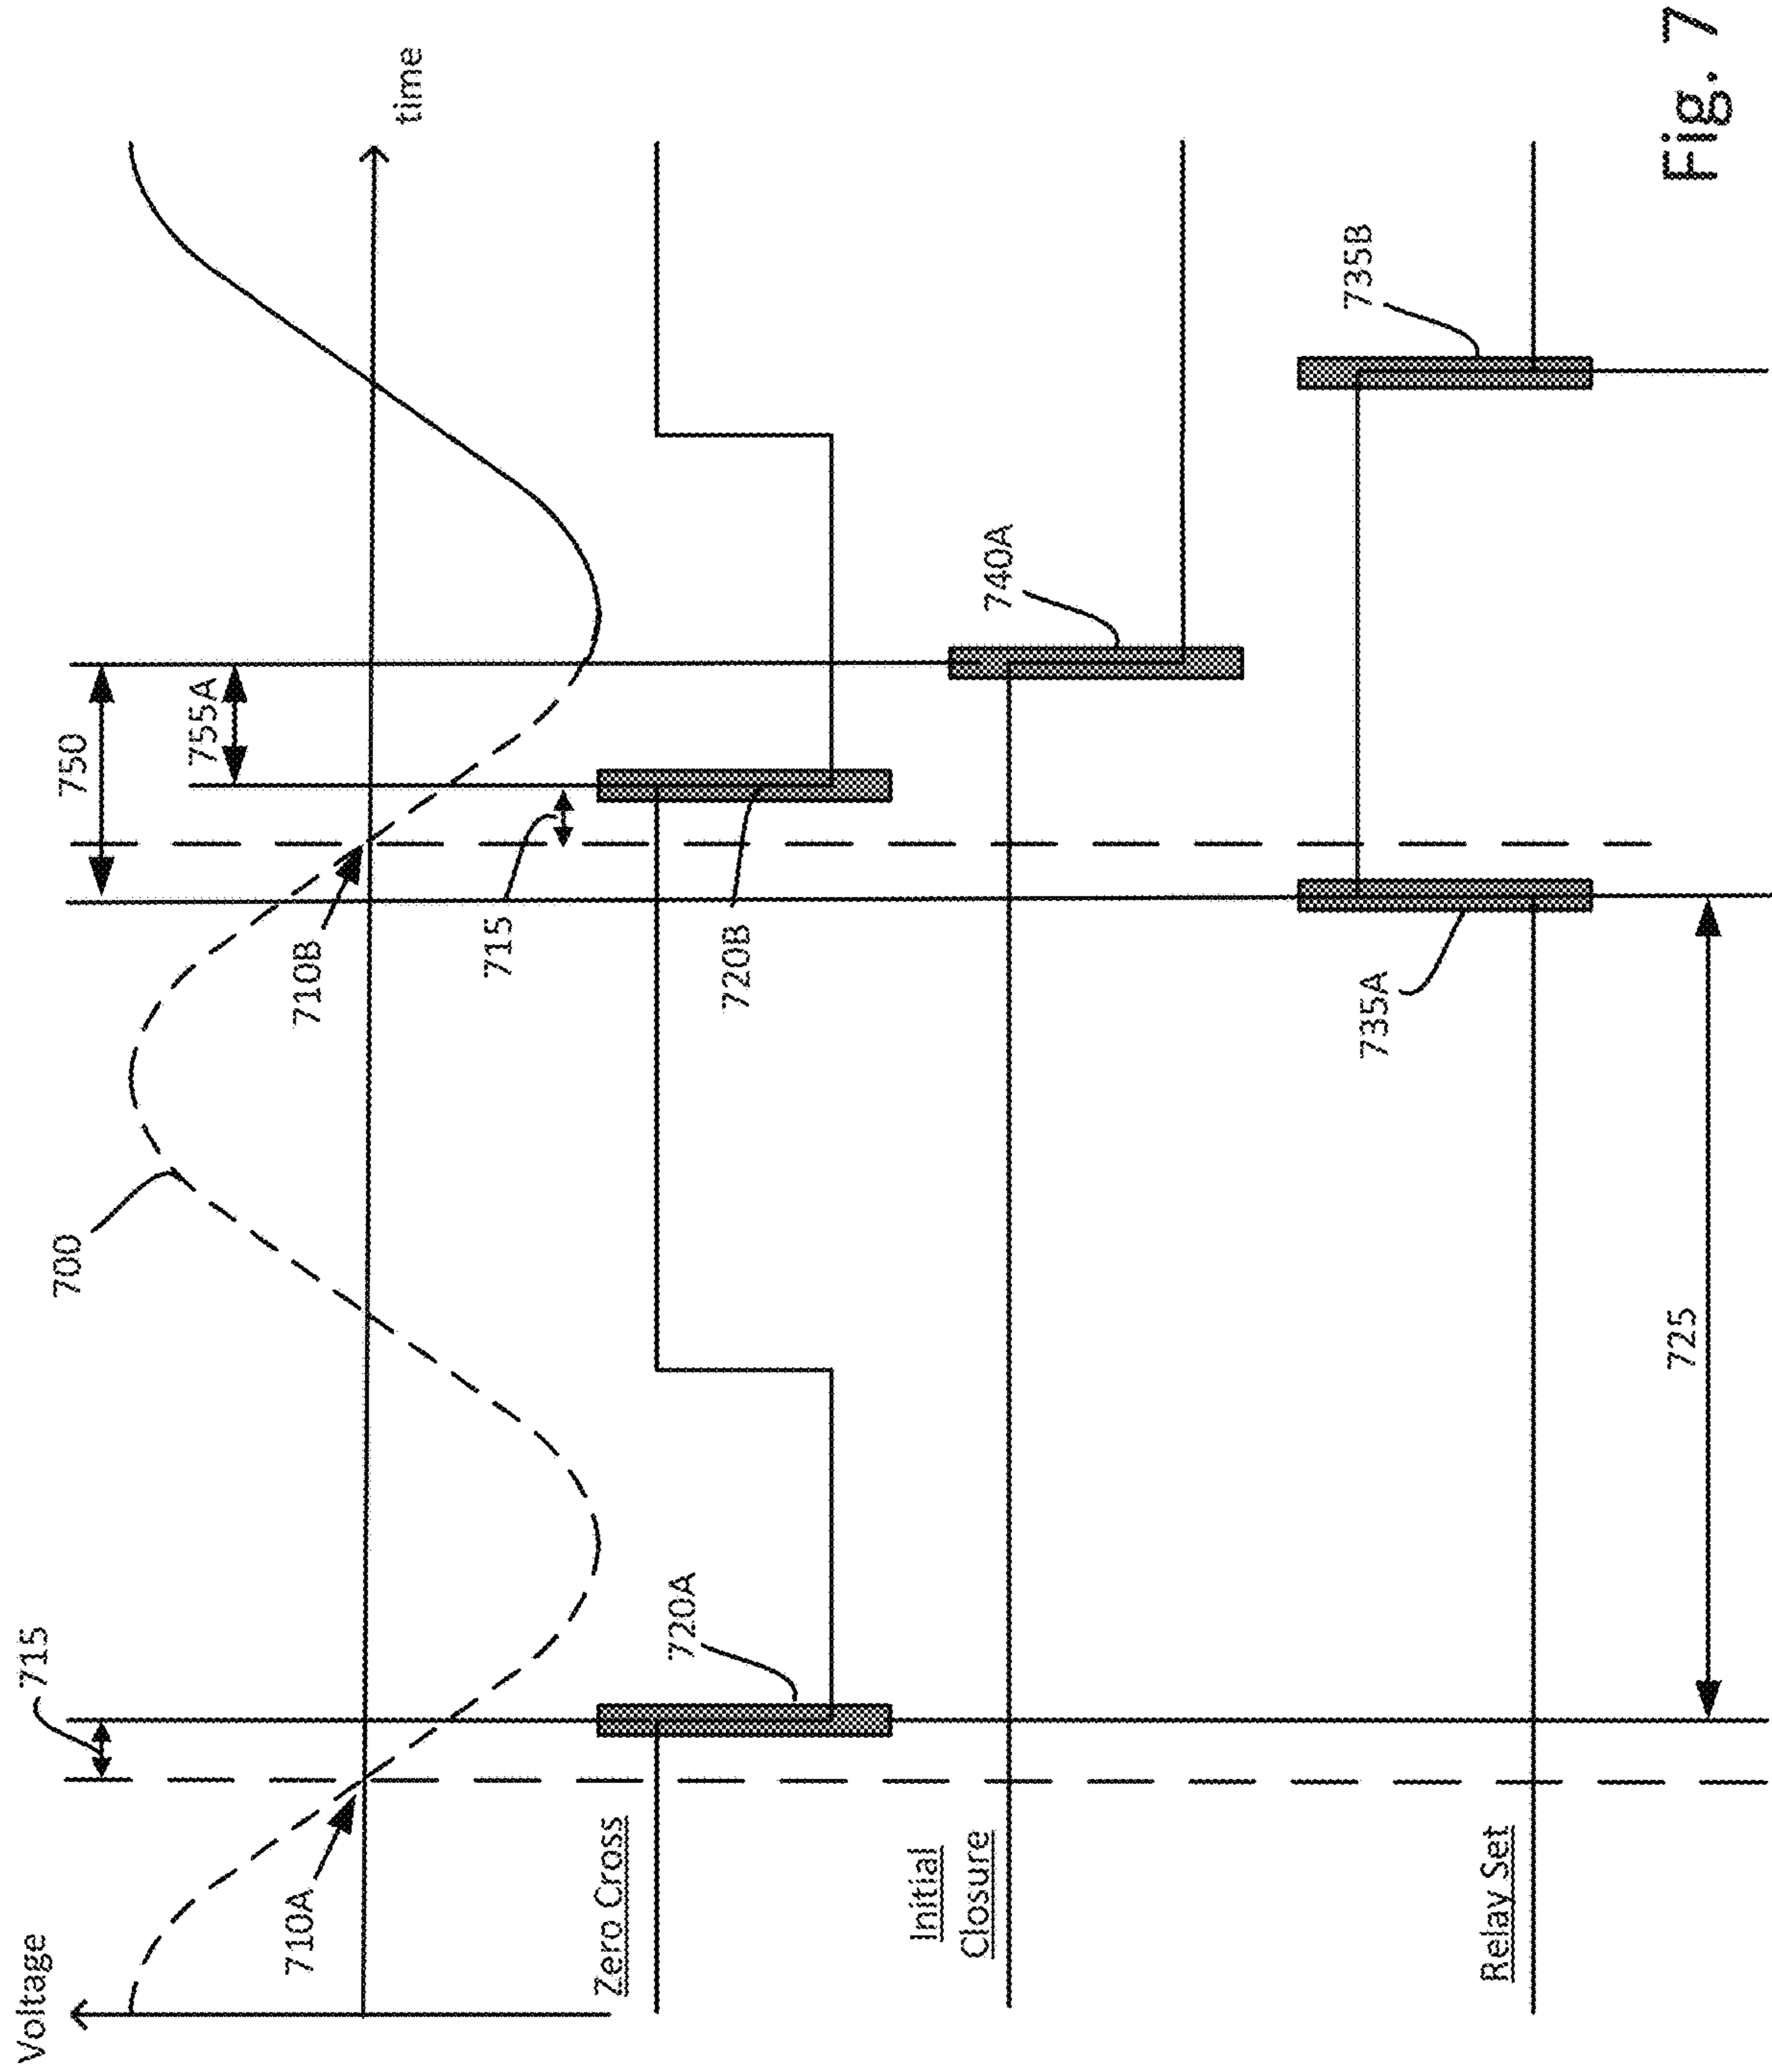 Voltage
715
750
755A
700
time
710A
710B
715
720A
720B
Zero Cross
740A
Initial
Closure
735A
735B
Relay Set
725
Fig. 7